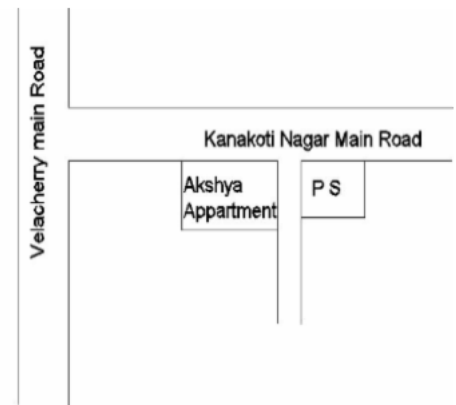 Velacherry main Road
Kanakoti Nagar Main Road
Akshya
Appartment
P S